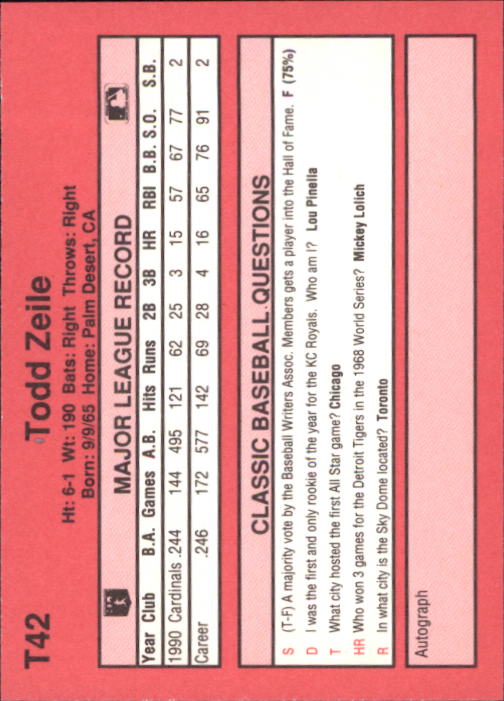 T42 Todd Zeile
Ht: 6-1 Wt: 190 Bats: Right Throws: Right
Born: 9/9/65 Home: Palm Desert, CA
MAJOR LEAGUE RECORD
Year Club B.A. Games A.B. Hits Runs 2B 3B HR RBI B.B. S.O. S.B.
1990 Cardinals .244 144 495 121 62 25 3 15 57 67 77 2
Career .246 172 577 142 69 28 4 16 65 76 91 2
CLASSIC BASEBALL QUESTIONS
S (T-F) A majority vote by the Baseball Writers Assoc. Members gets a player into the Hall of Fame. F (75%)
D I was the first and only rookie of the year for the KC Royals. Who am I? Lou Pinella
T What city hosted the first All Star game? Chicago
HR Who won 3 games for the Detroit Tigers in the 1968 World Series? Mickey Lolich
R In what city is the Sky Dome located? Toronto
Autograph